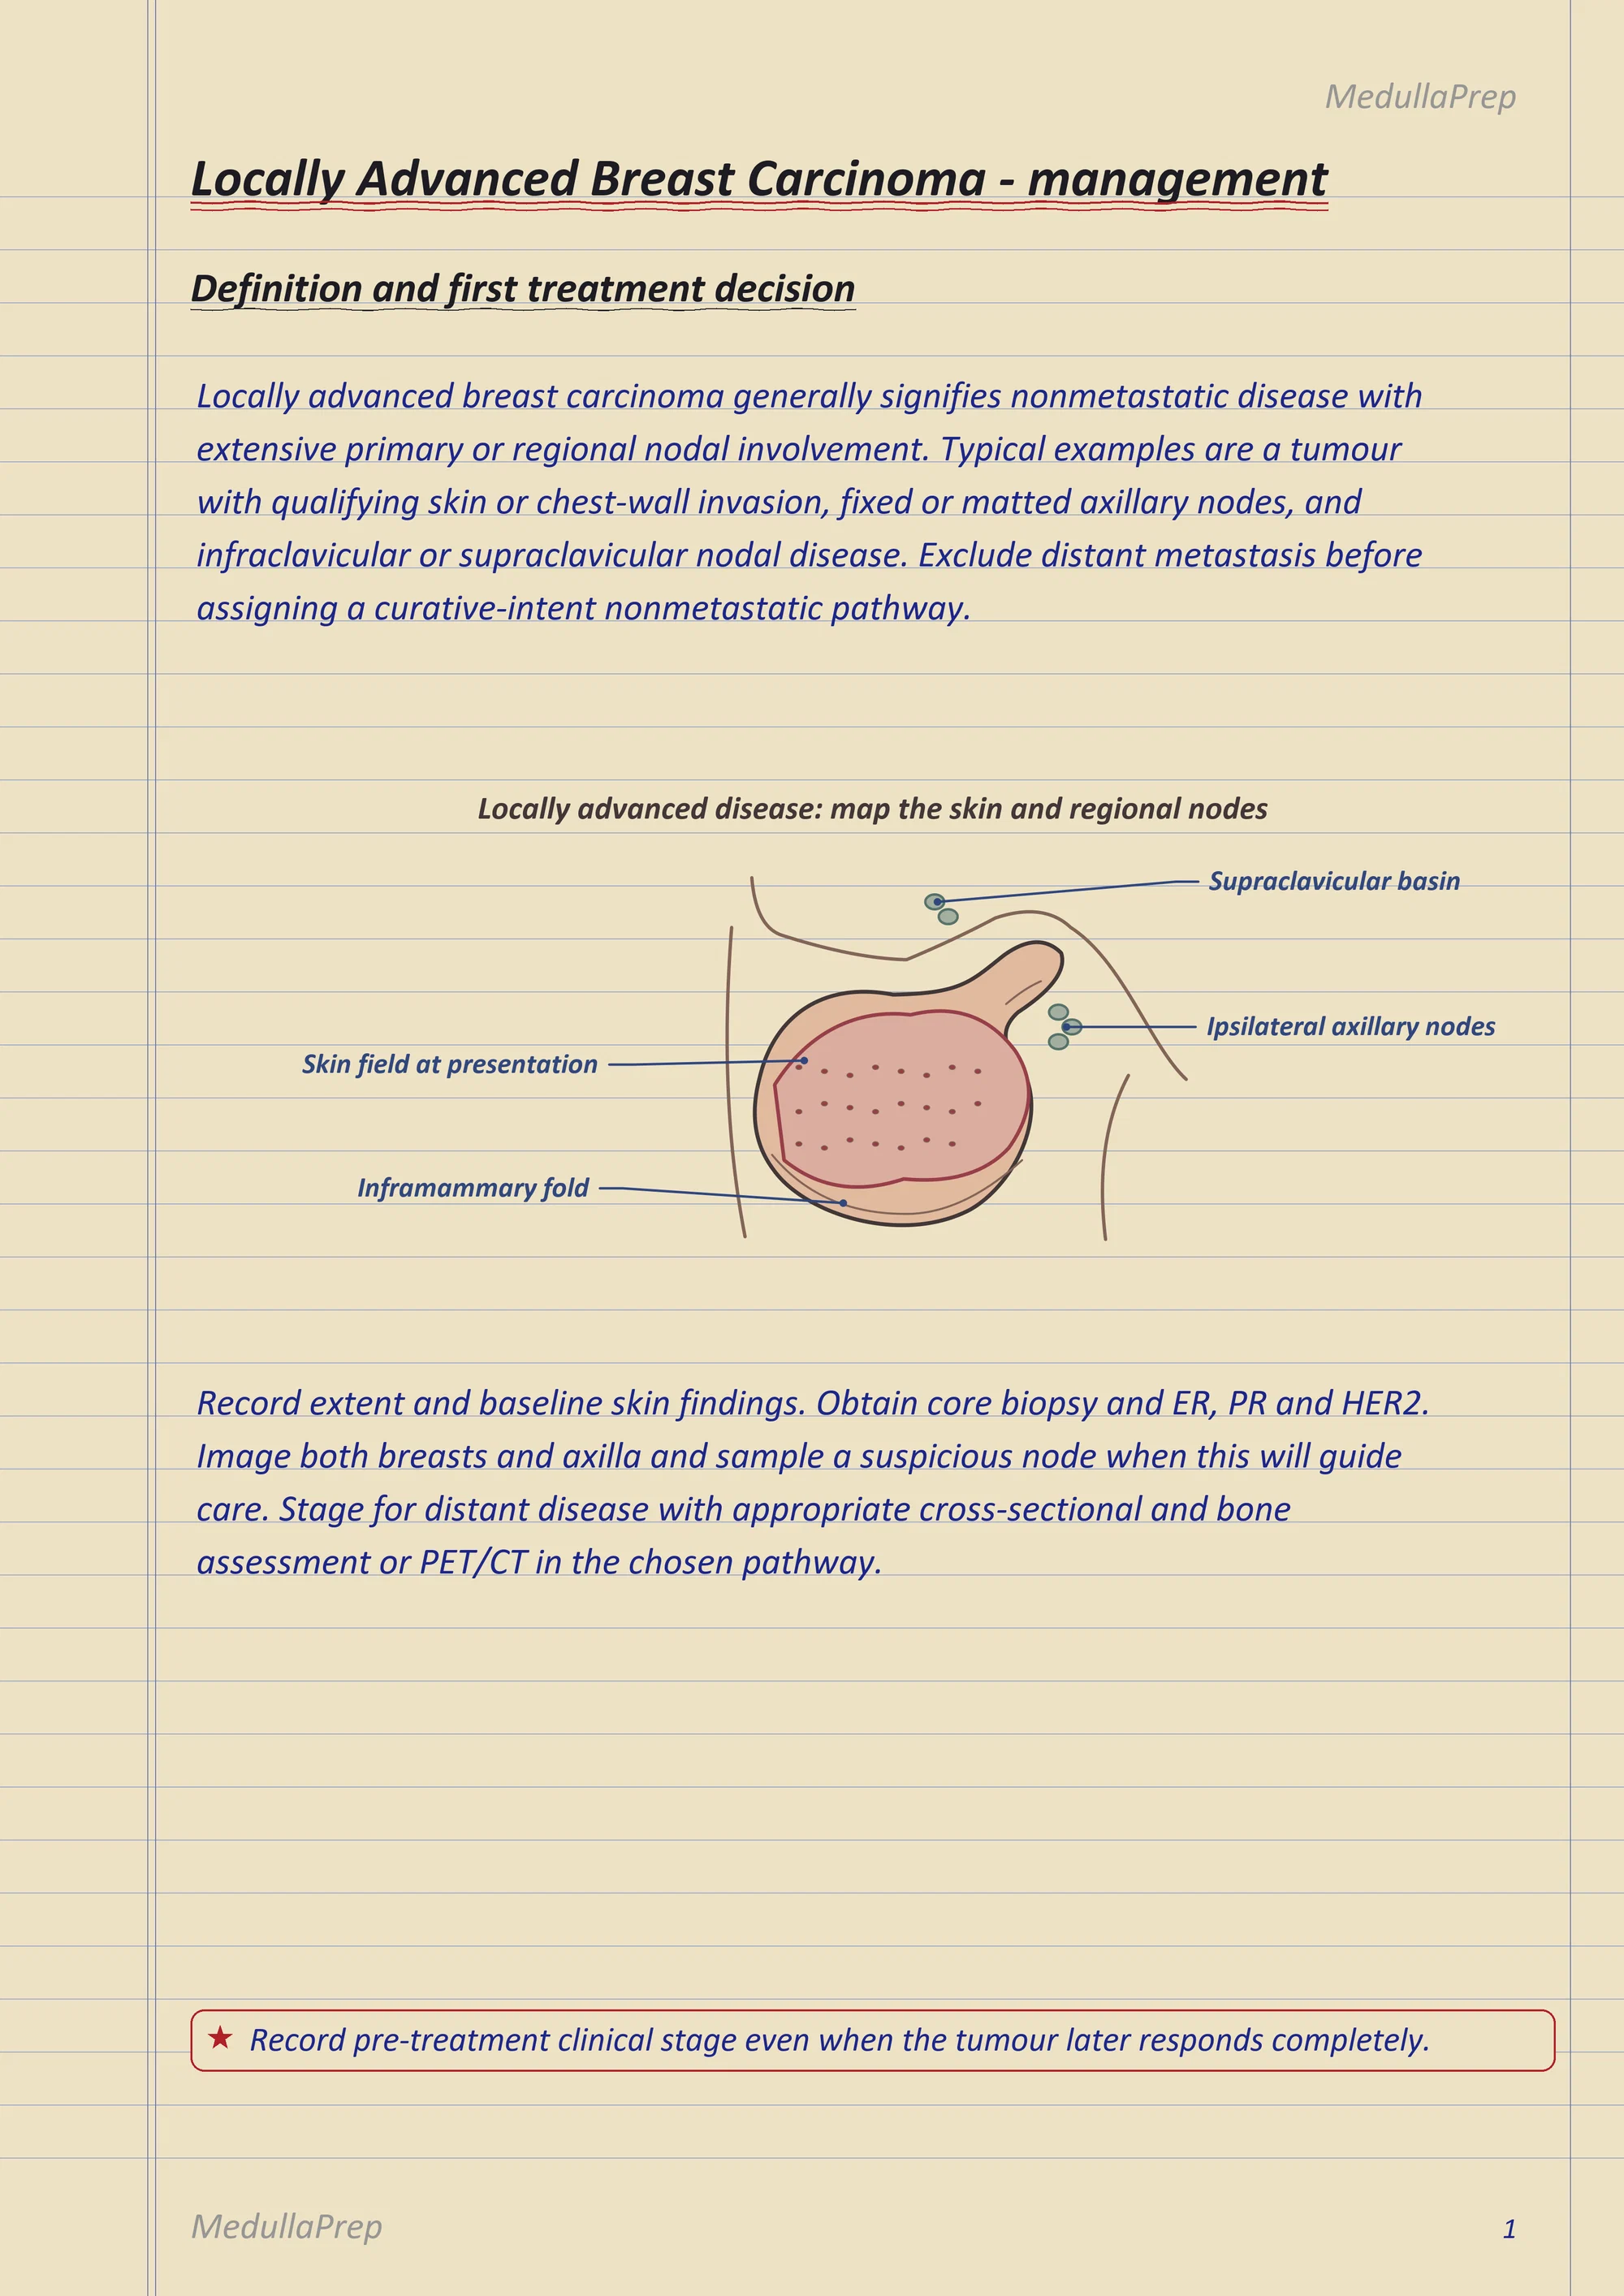 MedullaPrep
Locally Advanced Breast Carcinoma - management
Definition and first treatment decision
Locally advanced breast carcinoma generally signifies nonmetastatic disease with
extensive primary or regional nodal involvement. Typical examples are a tumour
with qualifying skin or chest-wall invasion, fixed or matted axillary nodes, and
infraclavicular or supraclavicular nodal disease. Exclude distant metastasis before
assigning a curative-intent nonmetastatic pathway.
Locally advanced disease: map the skin and regional nodes
Supraclavicular basin
Ipsilateral axillary nodes
Skin field at presentation
Inframammary fold
Record extent and baseline skin findings. Obtain core biopsy and ER, PR and HER2.
Image both breasts and axilla and sample a suspicious node when this will guide
care. Stage for distant disease with appropriate cross-sectional and bone
assessment or PET/CT in the chosen pathway.
★ Record pre-treatment clinical stage even when the tumour later responds completely.
MedullaPrep
1